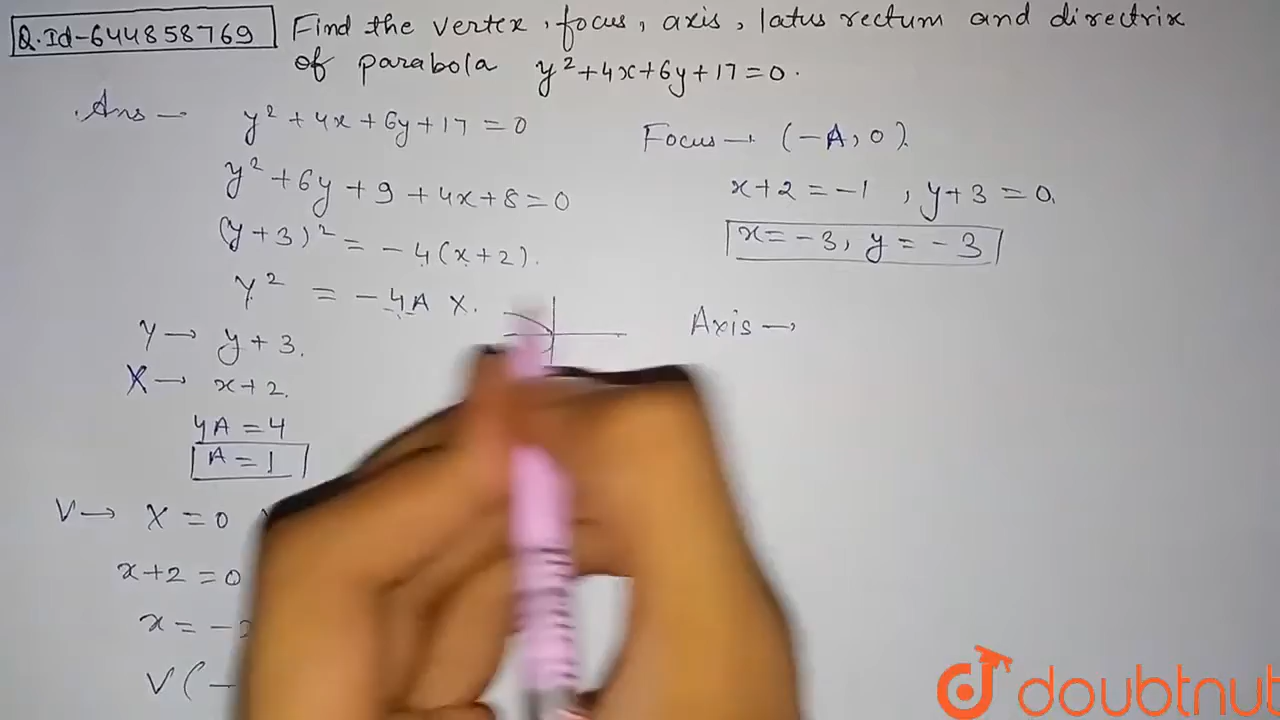 Q.Id-644858769 Find the vertex, focus, axis, latus rectum and directrix
of parabola y²+4x+6y+17=0.
Ans → y²+4x+6y+17=0
y²+6y+9+4x+8=0
(y+3)²=-4(x+2).
Y²=-4A X.
Y → y+3.
X → x+2.
4A=4
A=1
V → X=0
x+2=0
x=-
V(-
Focus → (-A,0).
x+2=-1, y+3=0.
x=-3, y=-3
Axis →
doubtnut